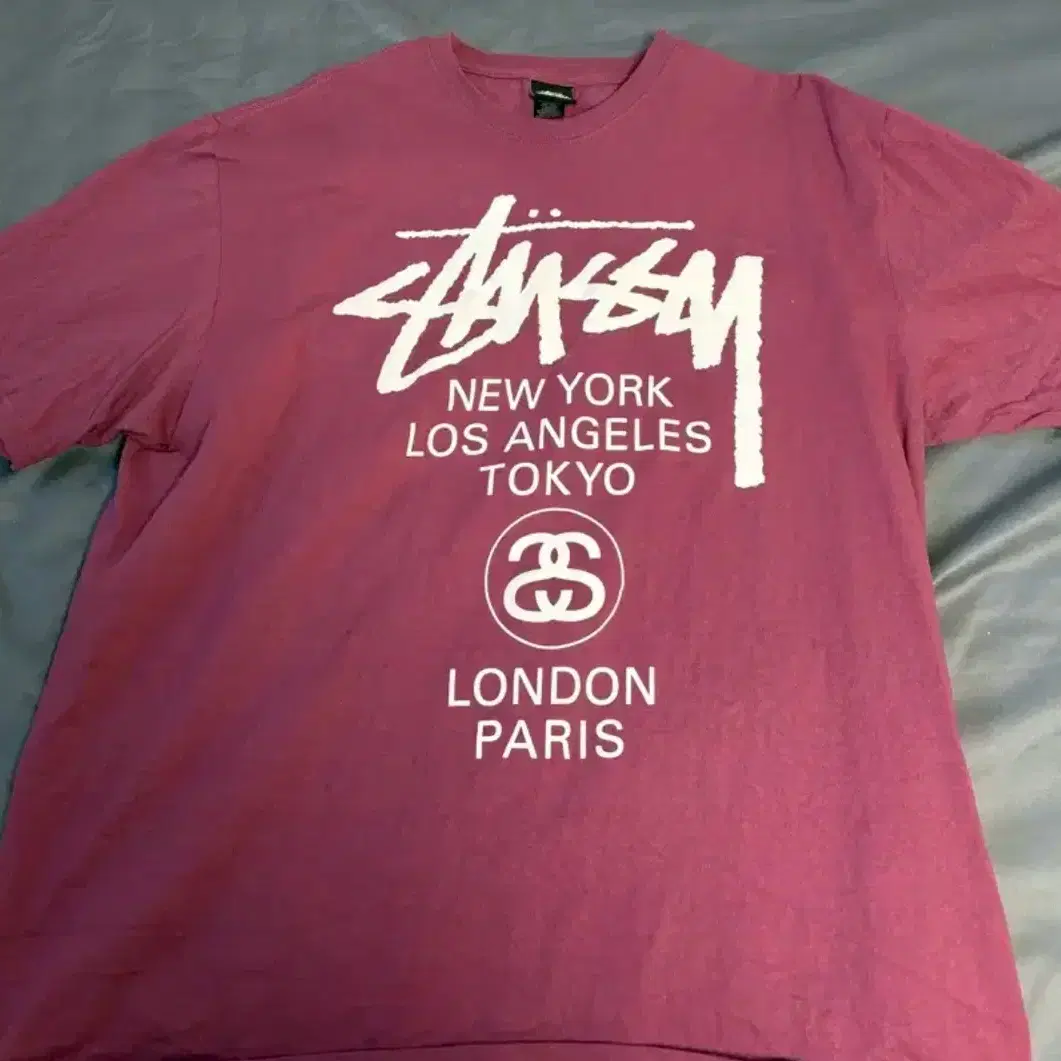 Stüssy
NEW YORK
LOS ANGELES
TOKYO
LONDON
PARIS